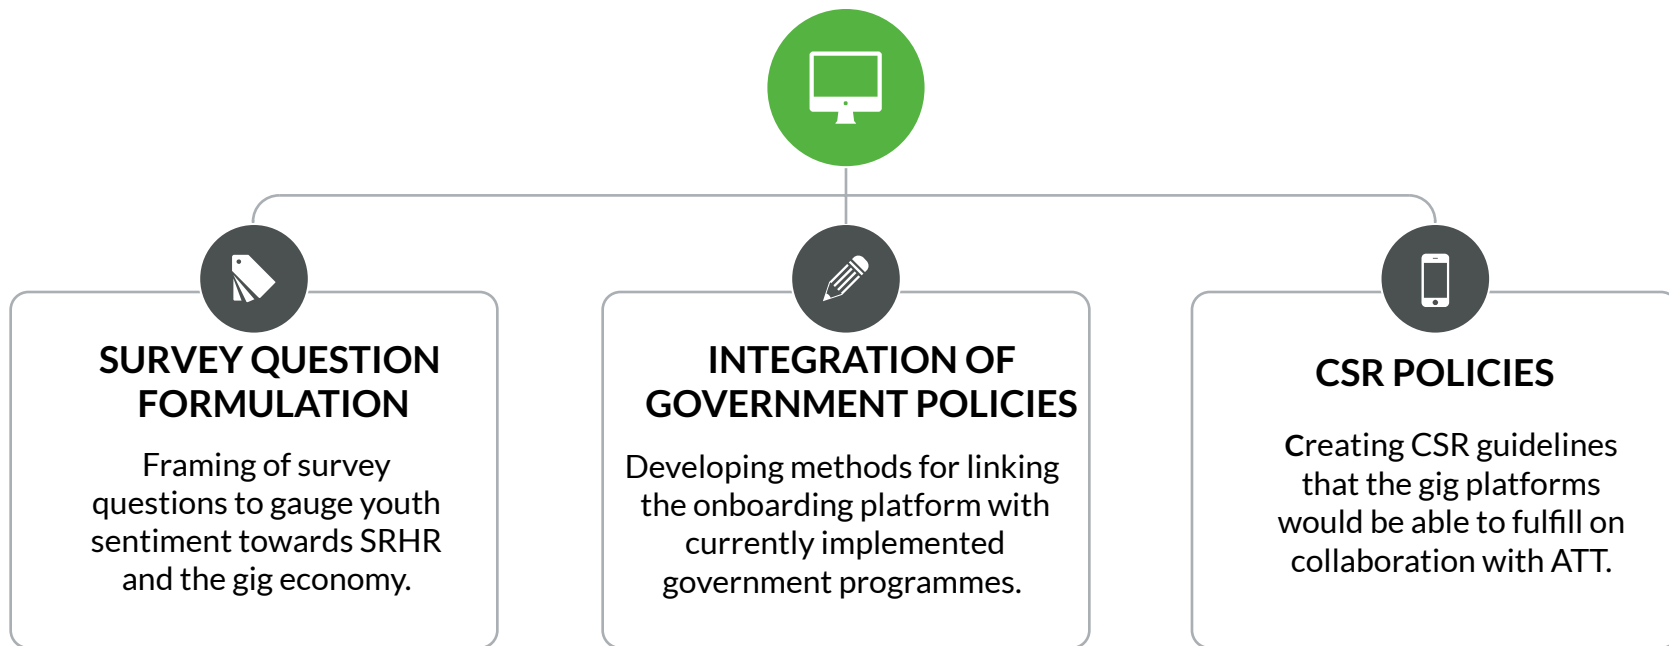 SURVEY QUESTION
FORMULATION
Framing of survey
questions to gauge youth
sentiment towards SRHR
and the gig economy.
INTEGRATION OF
GOVERNMENT POLICIES
Developing methods for linking
the onboarding platform with
currently implemented
government programmes.
CSR POLICIES
Creating CSR guidelines
that the gig platforms
would be able to fulfill on
collaboration with ATT.